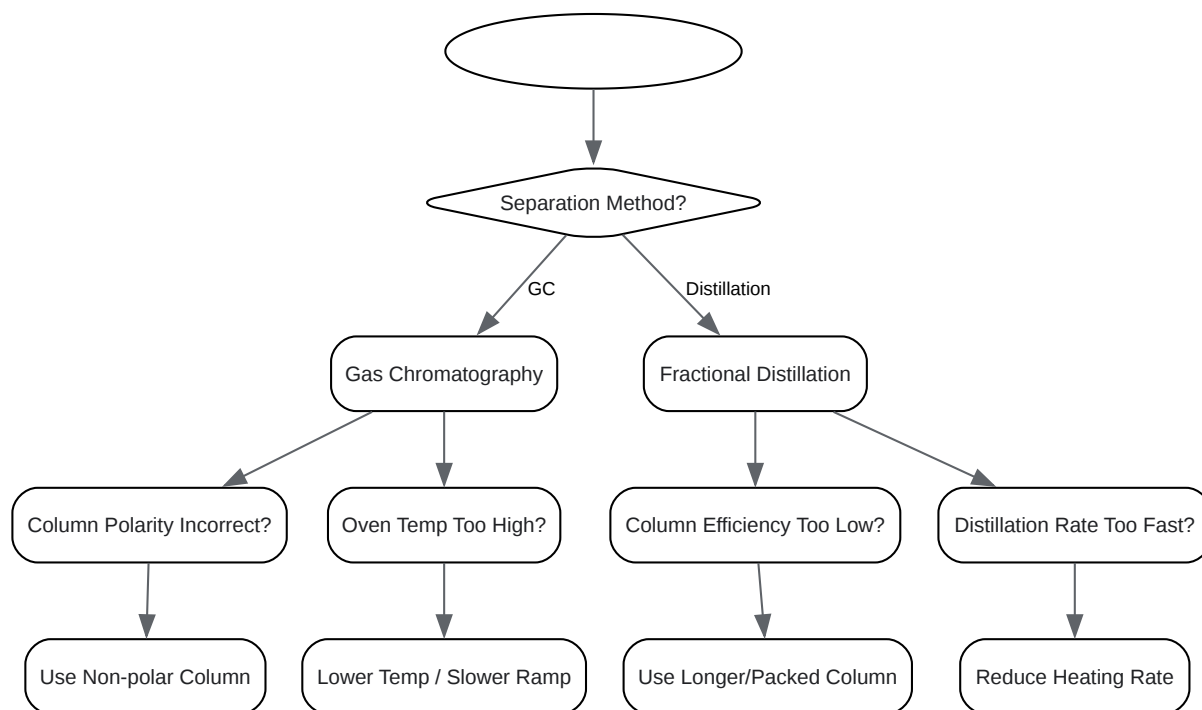 Separation Method?
GC
Distillation
Gas Chromatography
Fractional Distillation
Column Polarity Incorrect?
Oven Temp Too High?
Column Efficiency Too Low?
Distillation Rate Too Fast?
Use Non-polar Column
Lower Temp / Slower Ramp
Use Longer/Packed Column
Reduce Heating Rate